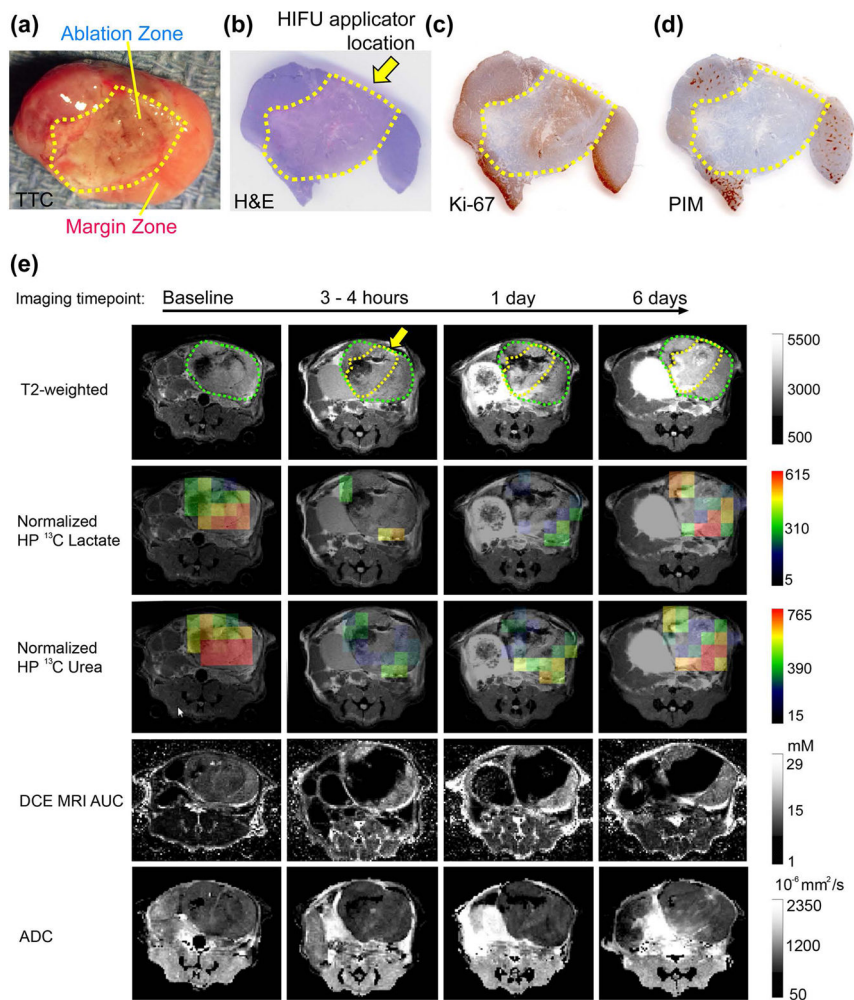 (a)
Ablation Zone
TTC
Margin Zone
(b)
HIFU applicator
location
H&E
(c)
Ki-67
(d)
PIM
(e)
Imaging timepoint:
Baseline
3 - 4 hours
1 day
6 days
T2-weighted
5500
3000
500
Normalized
HP ¹³C Lactate
615
310
5
Normalized
HP ¹³C Urea
765
390
15
DCE MRI AUC
mM
29
15
1
ADC
10⁻⁶ mm²/s
2350
1200
50